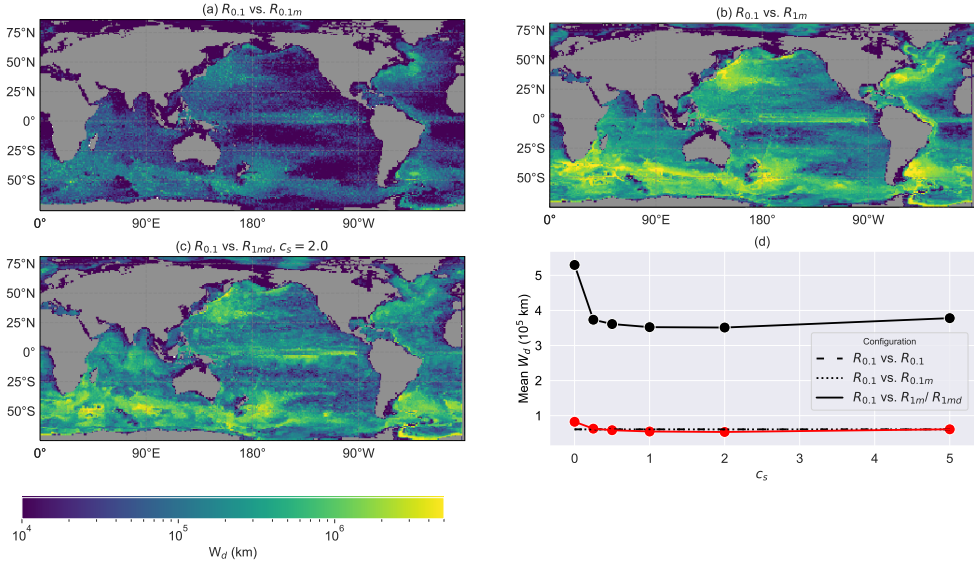 (a) R0.1 vs. R0.1m
75°N
50°N
25°N
0°
25°S
50°S
0° 90°E 180° 90°W
(b) R0.1 vs. R1m
75°N
50°N
25°N
0°
25°S
50°S
0° 90°E 180° 90°W
(c) R0.1 vs. R1md, cs = 2.0
75°N
50°N
25°N
0°
25°S
50°S
0° 90°E 180° 90°W
10^4 10^5 10^6
Wd (km)
(d)
5
4
3
1
Mean Wd (10^5 km)
0 1 2 3 4 5
cs
Configuration
R0.1 vs. R0.1
R0.1 vs. R0.1m
R0.1 vs. R1m/ R1md